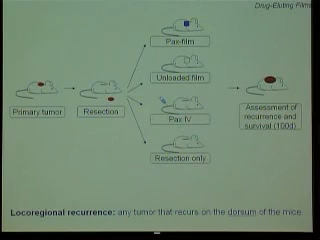 Drug-Eluting Films
Pax-film
Unloaded film
Primary tumor
Resection
Pax IV
Assessment of
recurrence and
survival (100d)
Resection only
Locoregional recurrence: any tumor that recurs on the dorsum of the mice